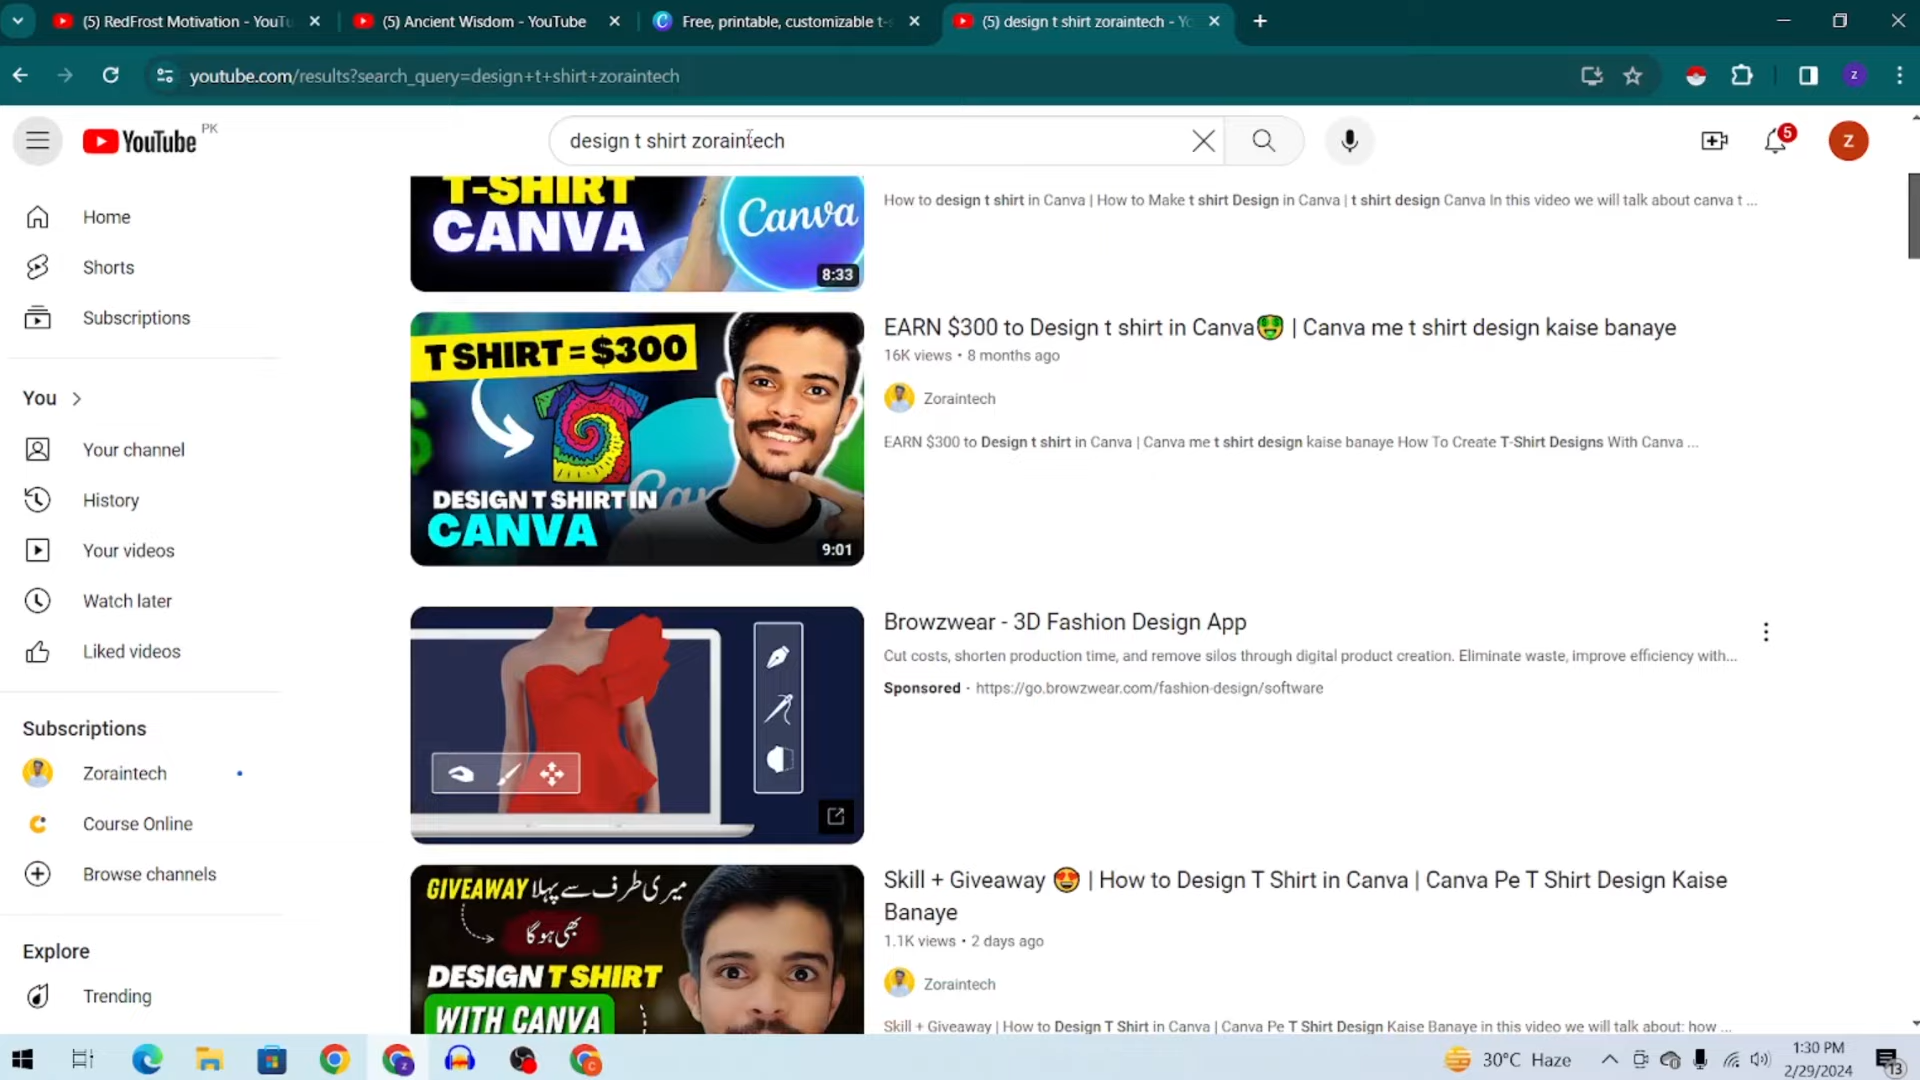 (5) RedFrost Motivation - YouTu
(5) Ancient Wisdom - YouTube
Free, printable, customizable t-s
(5) design t shirt zoraintech - Yo
youtube.com/results?search_query=design+t+shirt+zoraintech
z
YouTube PK
design t shirt zoraintech
5
Z
Home
Shorts
Subscriptions
You
Your channel
History
Your videos
Watch later
Liked videos
Subscriptions
Zoraintech
Course Online
Browse channels
Explore
Trending
T-SHIRT
CANVA
Canva
8:33
How to design t shirt in Canva | How to Make t shirt Design in Canva | t shirt design Canva In this video we will talk about canva t ...
T SHIRT = $300
DESIGN T SHIRT IN
CANVA
9:01
EARN $300 to Design t shirt in Canva🤑 | Canva me t shirt design kaise banaye
16K views • 8 months ago
Zoraintech
EARN $300 to Design t shirt in Canva | Canva me t shirt design kaise banaye How To Create T-Shirt Designs With Canva ...
Browzwear - 3D Fashion Design App
Cut costs, shorten production time, and remove silos through digital product creation. Eliminate waste, improve efficiency with...
Sponsored · https://go.browzwear.com/fashion-design/software
GIVEAWAY میری طرف سے پہلا
بھی ہو گا
DESIGN T SHIRT
WITH CANVA
Skill + Giveaway 😍 | How to Design T Shirt in Canva | Canva Pe T Shirt Design Kaise
Banaye
1.1K views • 2 days ago
Zoraintech
Skill + Giveaway | How to Design T Shirt in Canva | Canva Pe T Shirt Design Kaise Banaye in this video we will talk about: how ...
30°C Haze
1:30 PM
2/29/2024
13